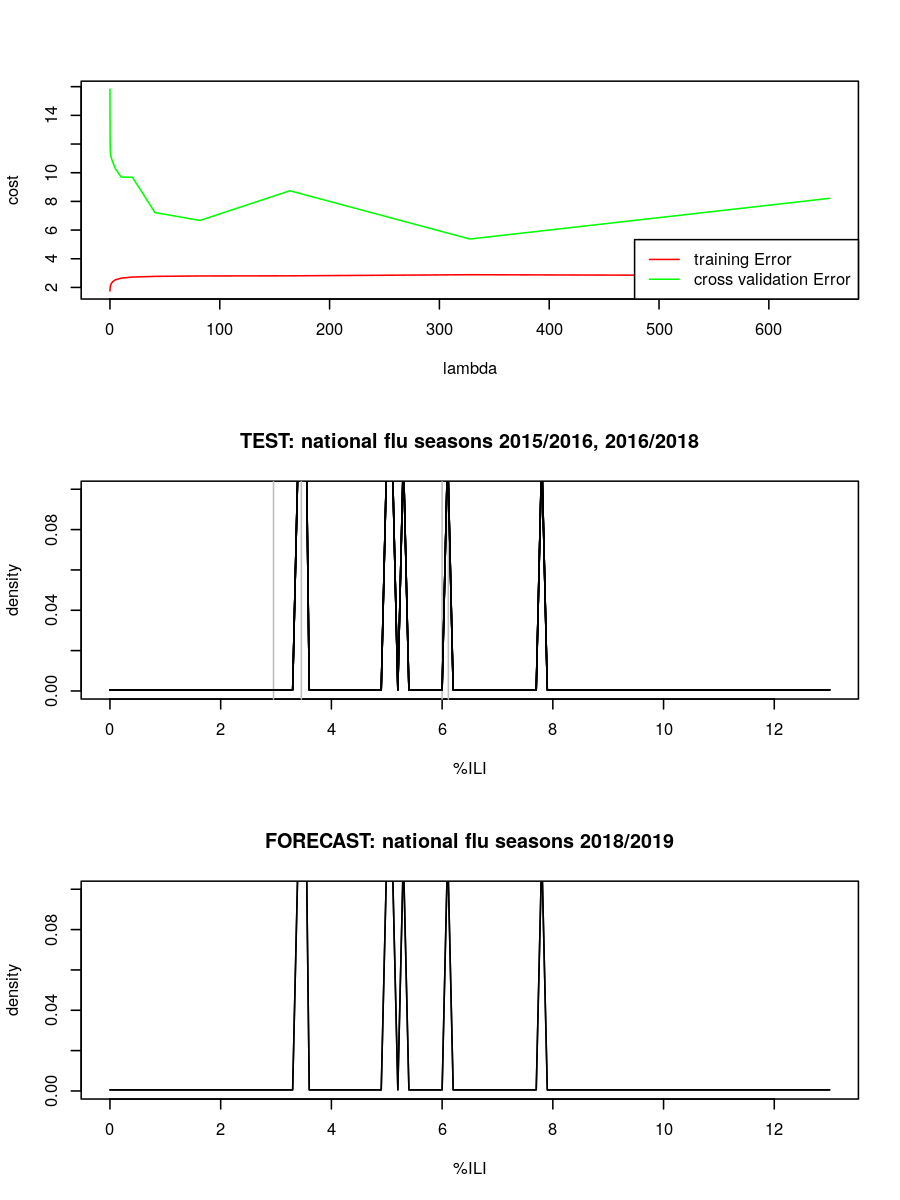 cost
14
10
8
6
4
2
training Error
cross validation Error
0 100 200 300 400 500 600
lambda
TEST: national flu seasons 2015/2016, 2016/2018
density
0.08
0.04
0.00
0 2 4 6 8 10 12
%ILI
FORECAST: national flu seasons 2018/2019
density
0.08
0.04
0.00
0 2 4 6 8 10 12
%ILI